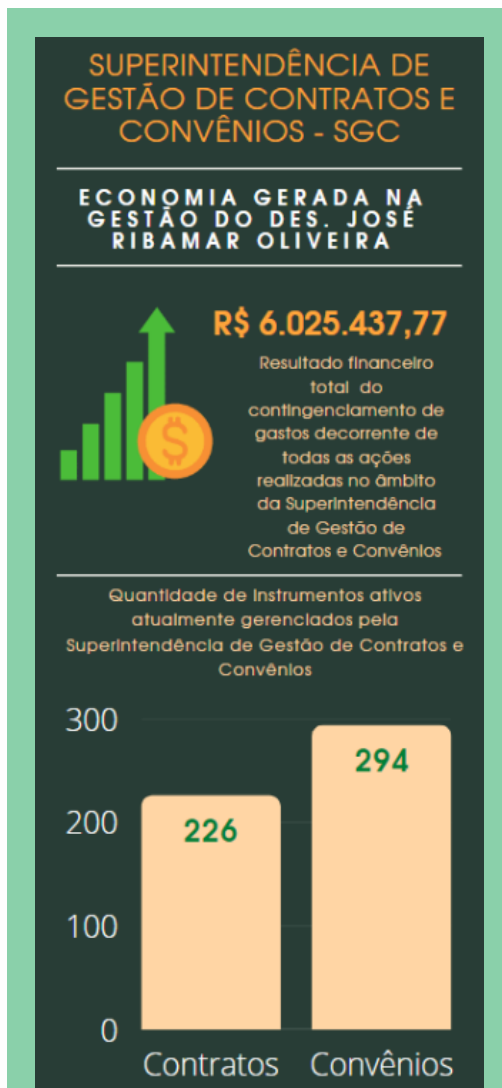 SUPERINTENDÊNCIA DE
GESTÃO DE CONTRATOS E
CONVÊNIOS - SGC
ECONOMIA GERADA NA
GESTÃO DO DES. JOSÉ
RIBAMAR OLIVEIRA
R$ 6.025.437,77
Resultado financeiro
total do
contingenciamento de
gastos decorrente de
todas as ações
realizadas no âmbito
da Superintendência
de Gestão de
Contratos e Convênios
$
Quantidade de Instrumentos ativos
atualmente gerenciados pela
Superintendência de Gestão de Contratos e
Convênios
300
200
100
0
226
294
Contratos Convênios